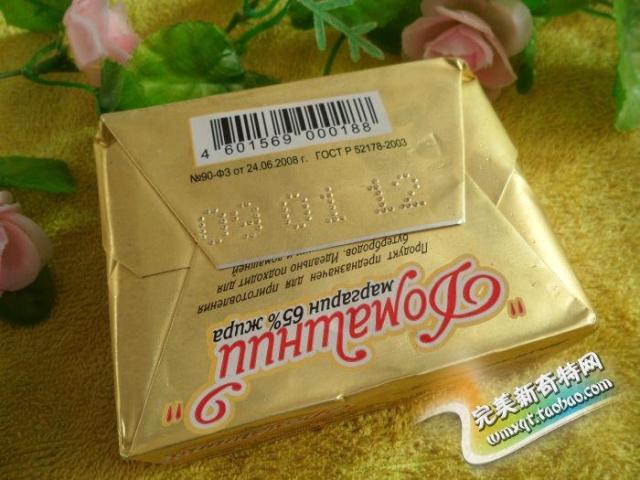 4 601569 000188
№90-ФЗ от 24.06.2008 г. ГОСТ Р 52178-2003
09 01 12
"Домашний"
маргарин 65% жира
Продукт предназначен для приготовления
бутербродов. Идеально подходит для
домашней
完美新奇特网
wmxqt.taobao.com